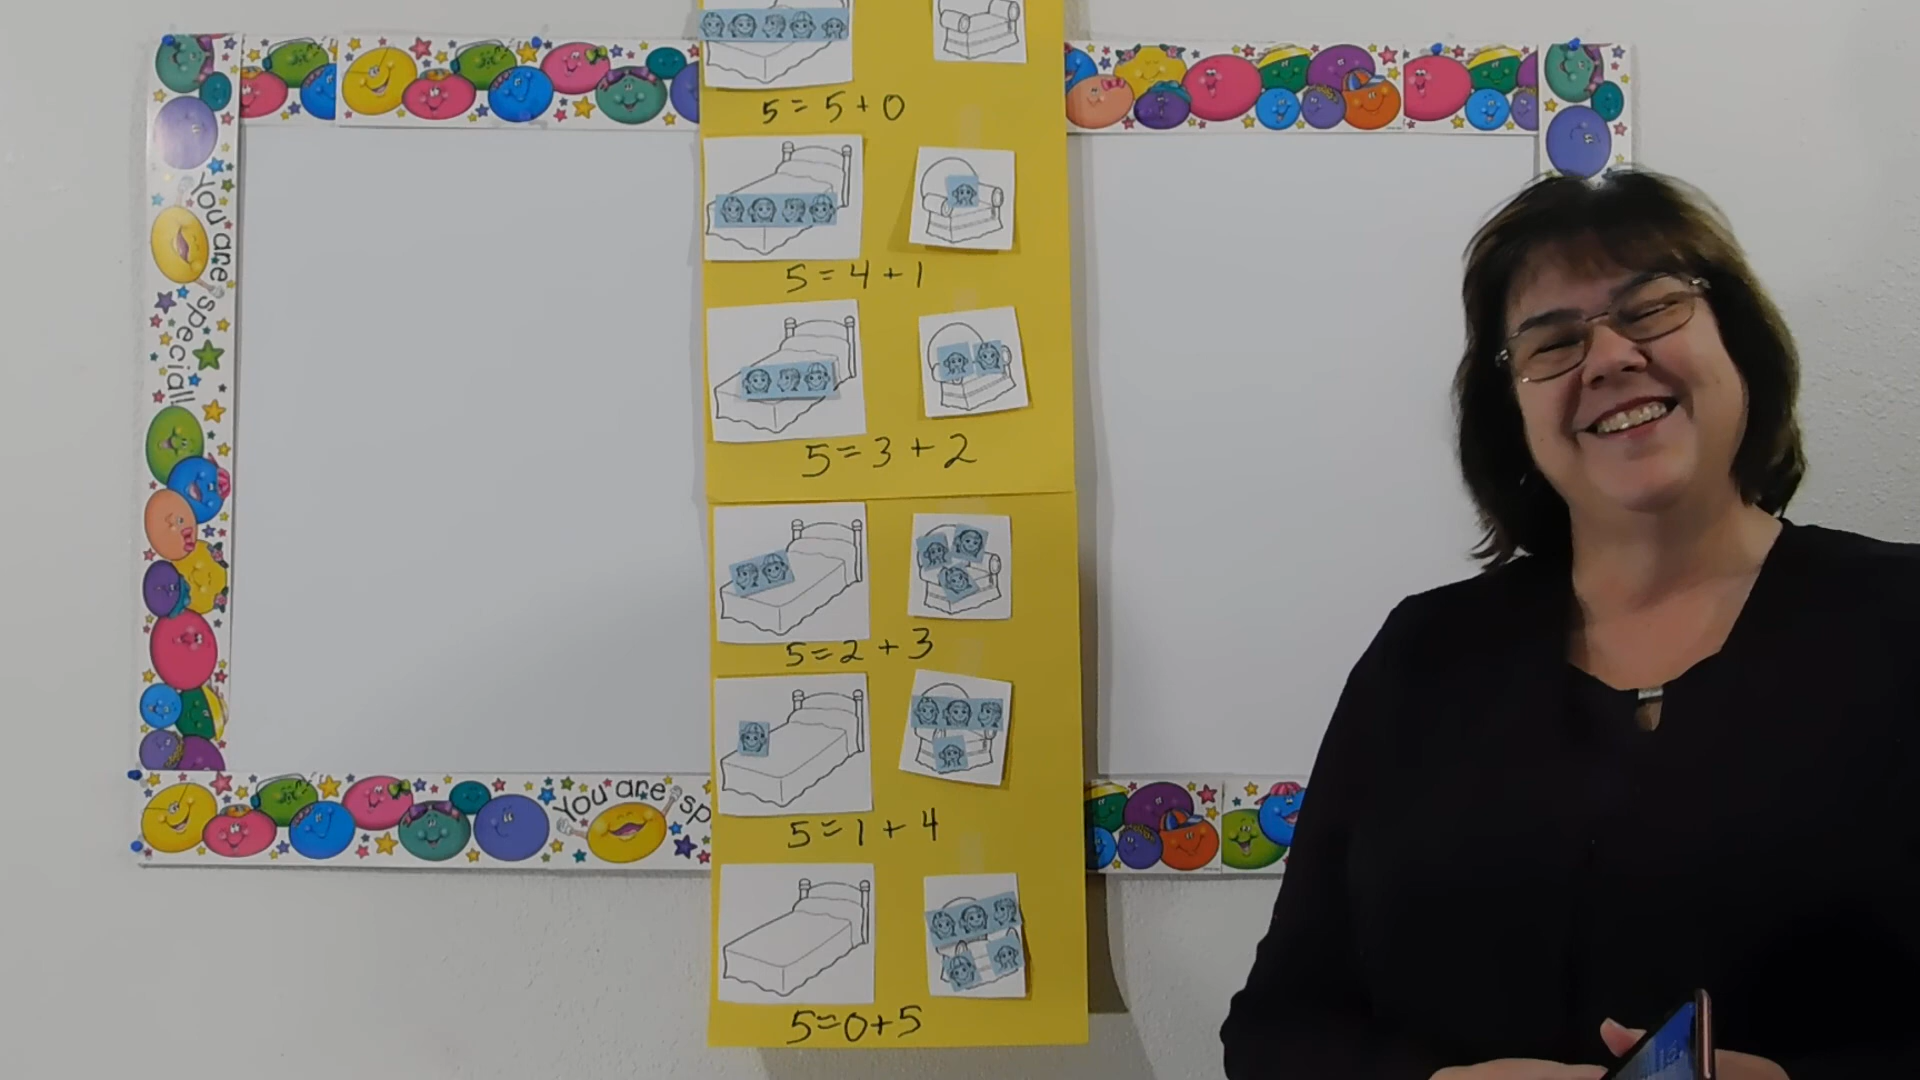 5 = 5 + 0
5 = 4 + 1
5 = 3 + 2
5 = 2 + 3
5 = 1 + 4
5 = 0 + 5
You are special!
You are sp